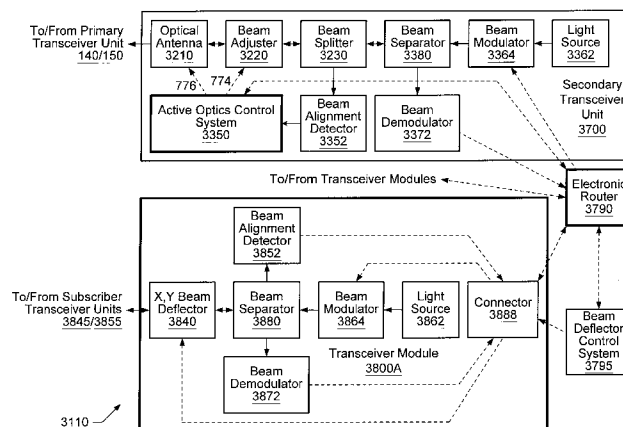 To/From Primary
Transceiver Unit
140/150
Optical
Antenna
3210
Beam
Adjuster
3220
Beam
Splitter
3230
Beam
Separator
3380
Beam
Modulator
3364
Light
Source
3362
776
774
Active Optics Control
System
3350
Beam
Alignment
Detector
3352
Beam
Demodulator
3372
Secondary
Transceiver
Unit
3700
To/From Transceiver Modules
Electronic
Router
3790
Beam
Alignment
Detector
3852
To/From Subscriber
Transceiver Units
3845/3855
X,Y Beam
Deflector
3840
Beam
Separator
3880
Beam
Modulator
3864
Light
Source
3862
Connector
3888
Beam
Demodulator
3872
Transceiver Module
3800A
Beam
Deflector
Control
System
3795
3110